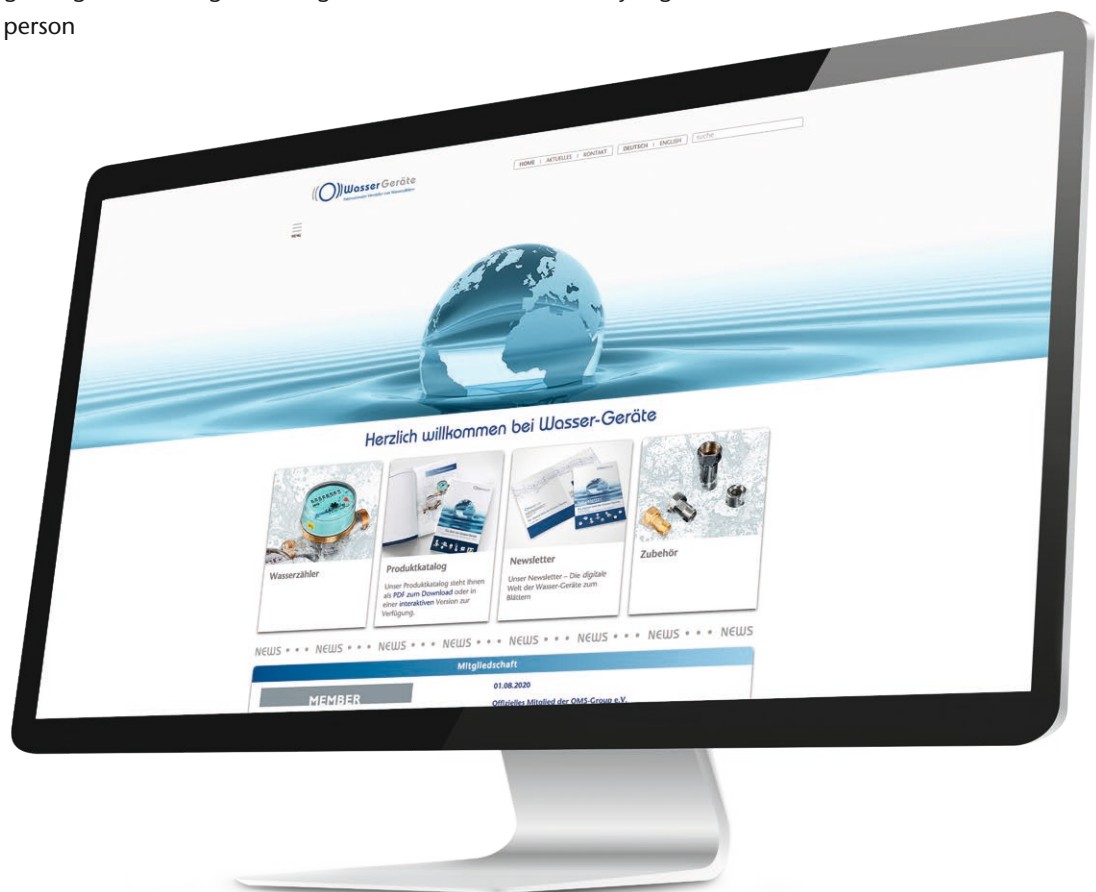 person
HOME | AKTUELLES | KONTAKT
DEUTSCH | ENGLISH
suche
WasserGeräte
MENU
Herzlich willkommen bei Wasser-Geräte
Wasserzähler
Produktkatalog
Unser Produktkatalog steht Ihnen
als PDF zum Download oder in
einer interaktiven Version zur
Verfügung.
Newsletter
Unser Newsletter – Die digitale
Welt der Wasser-Geräte zum
Blättern
Zubehör
NEWS • • • NEWS • • • NEWS • • • NEWS • • • NEWS • • • NEWS • • • NEWS • • • NEWS
Mitgliedschaft
MEMBER
01.08.2020
Offizielles Mitglied der OMS-Group e.V.